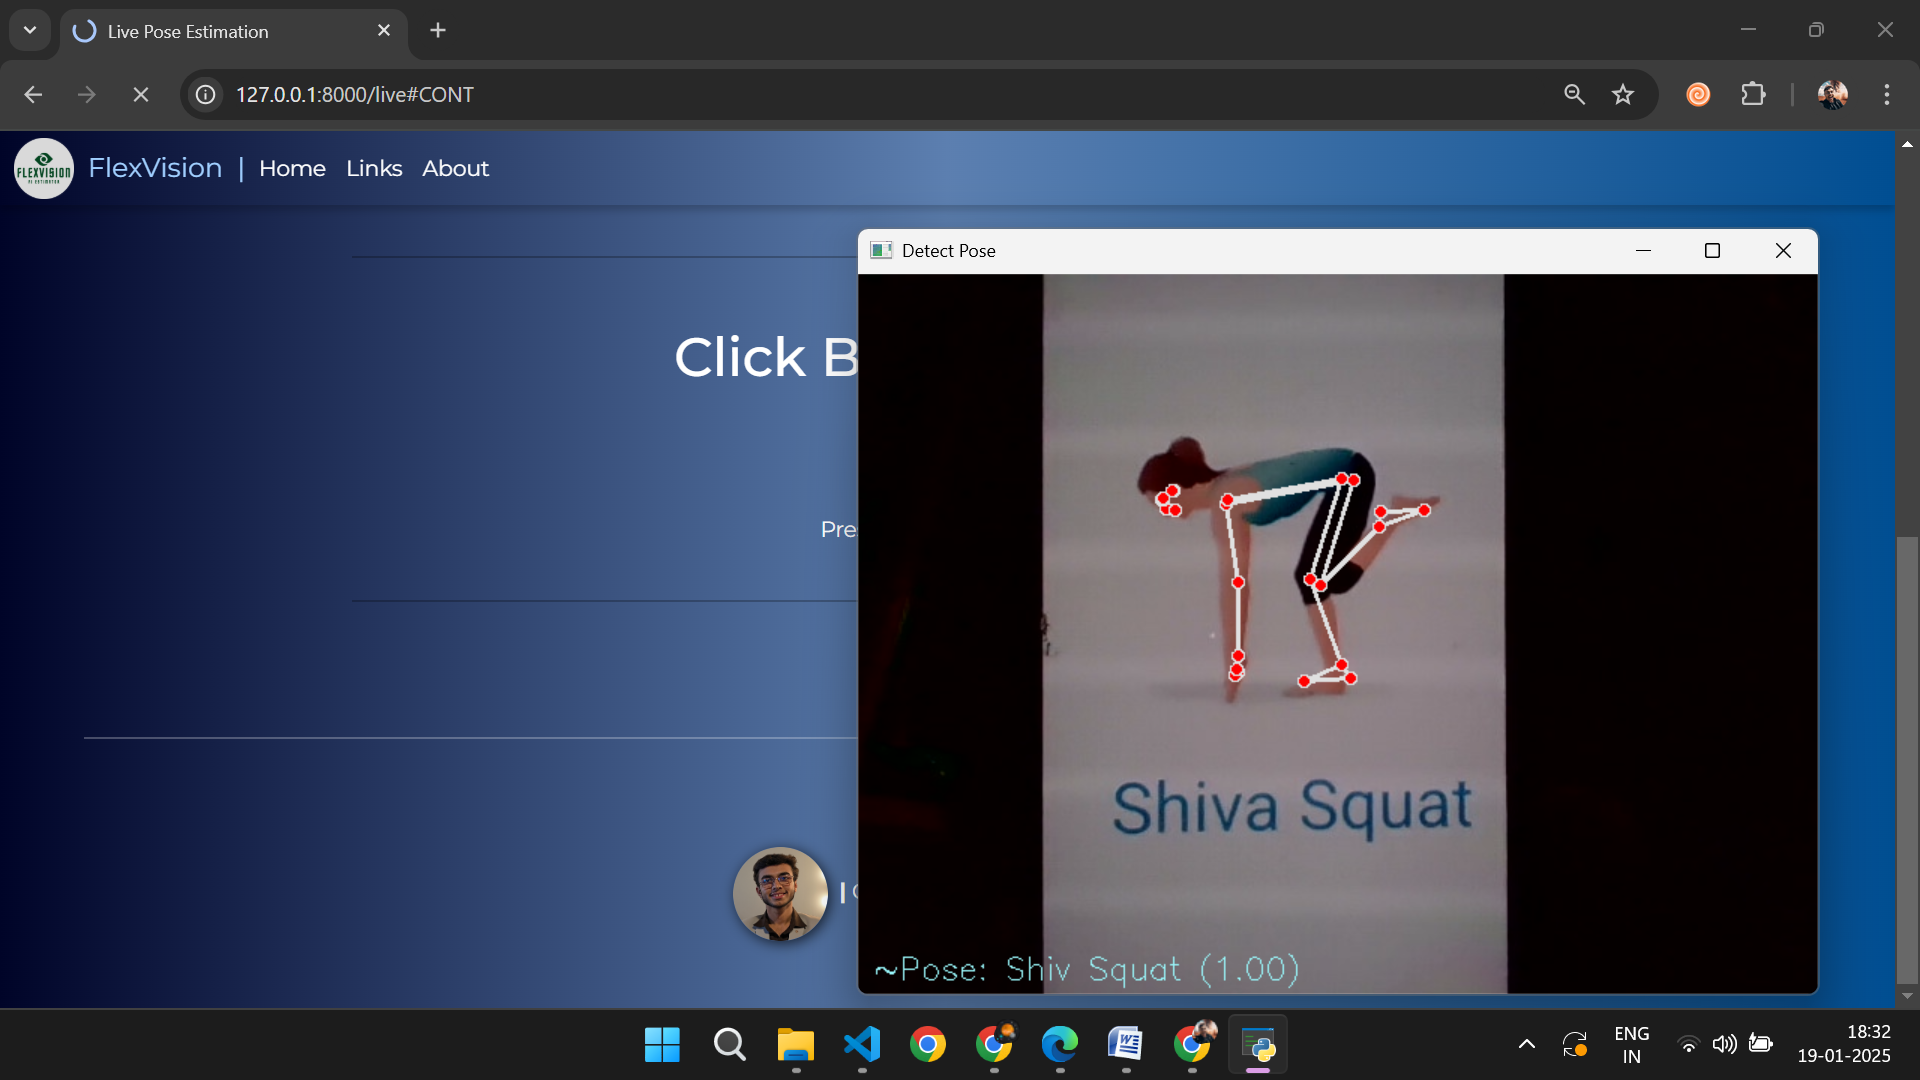 Live Pose Estimation
127.0.0.1:8000/live#CONT
FLEXVISION
FlexVision | Home Links About
Detect Pose
Click B
Pre
Shiva Squat
~Pose: Shiv Squat (1.00)
ENG
IN
18:32
19-01-2025